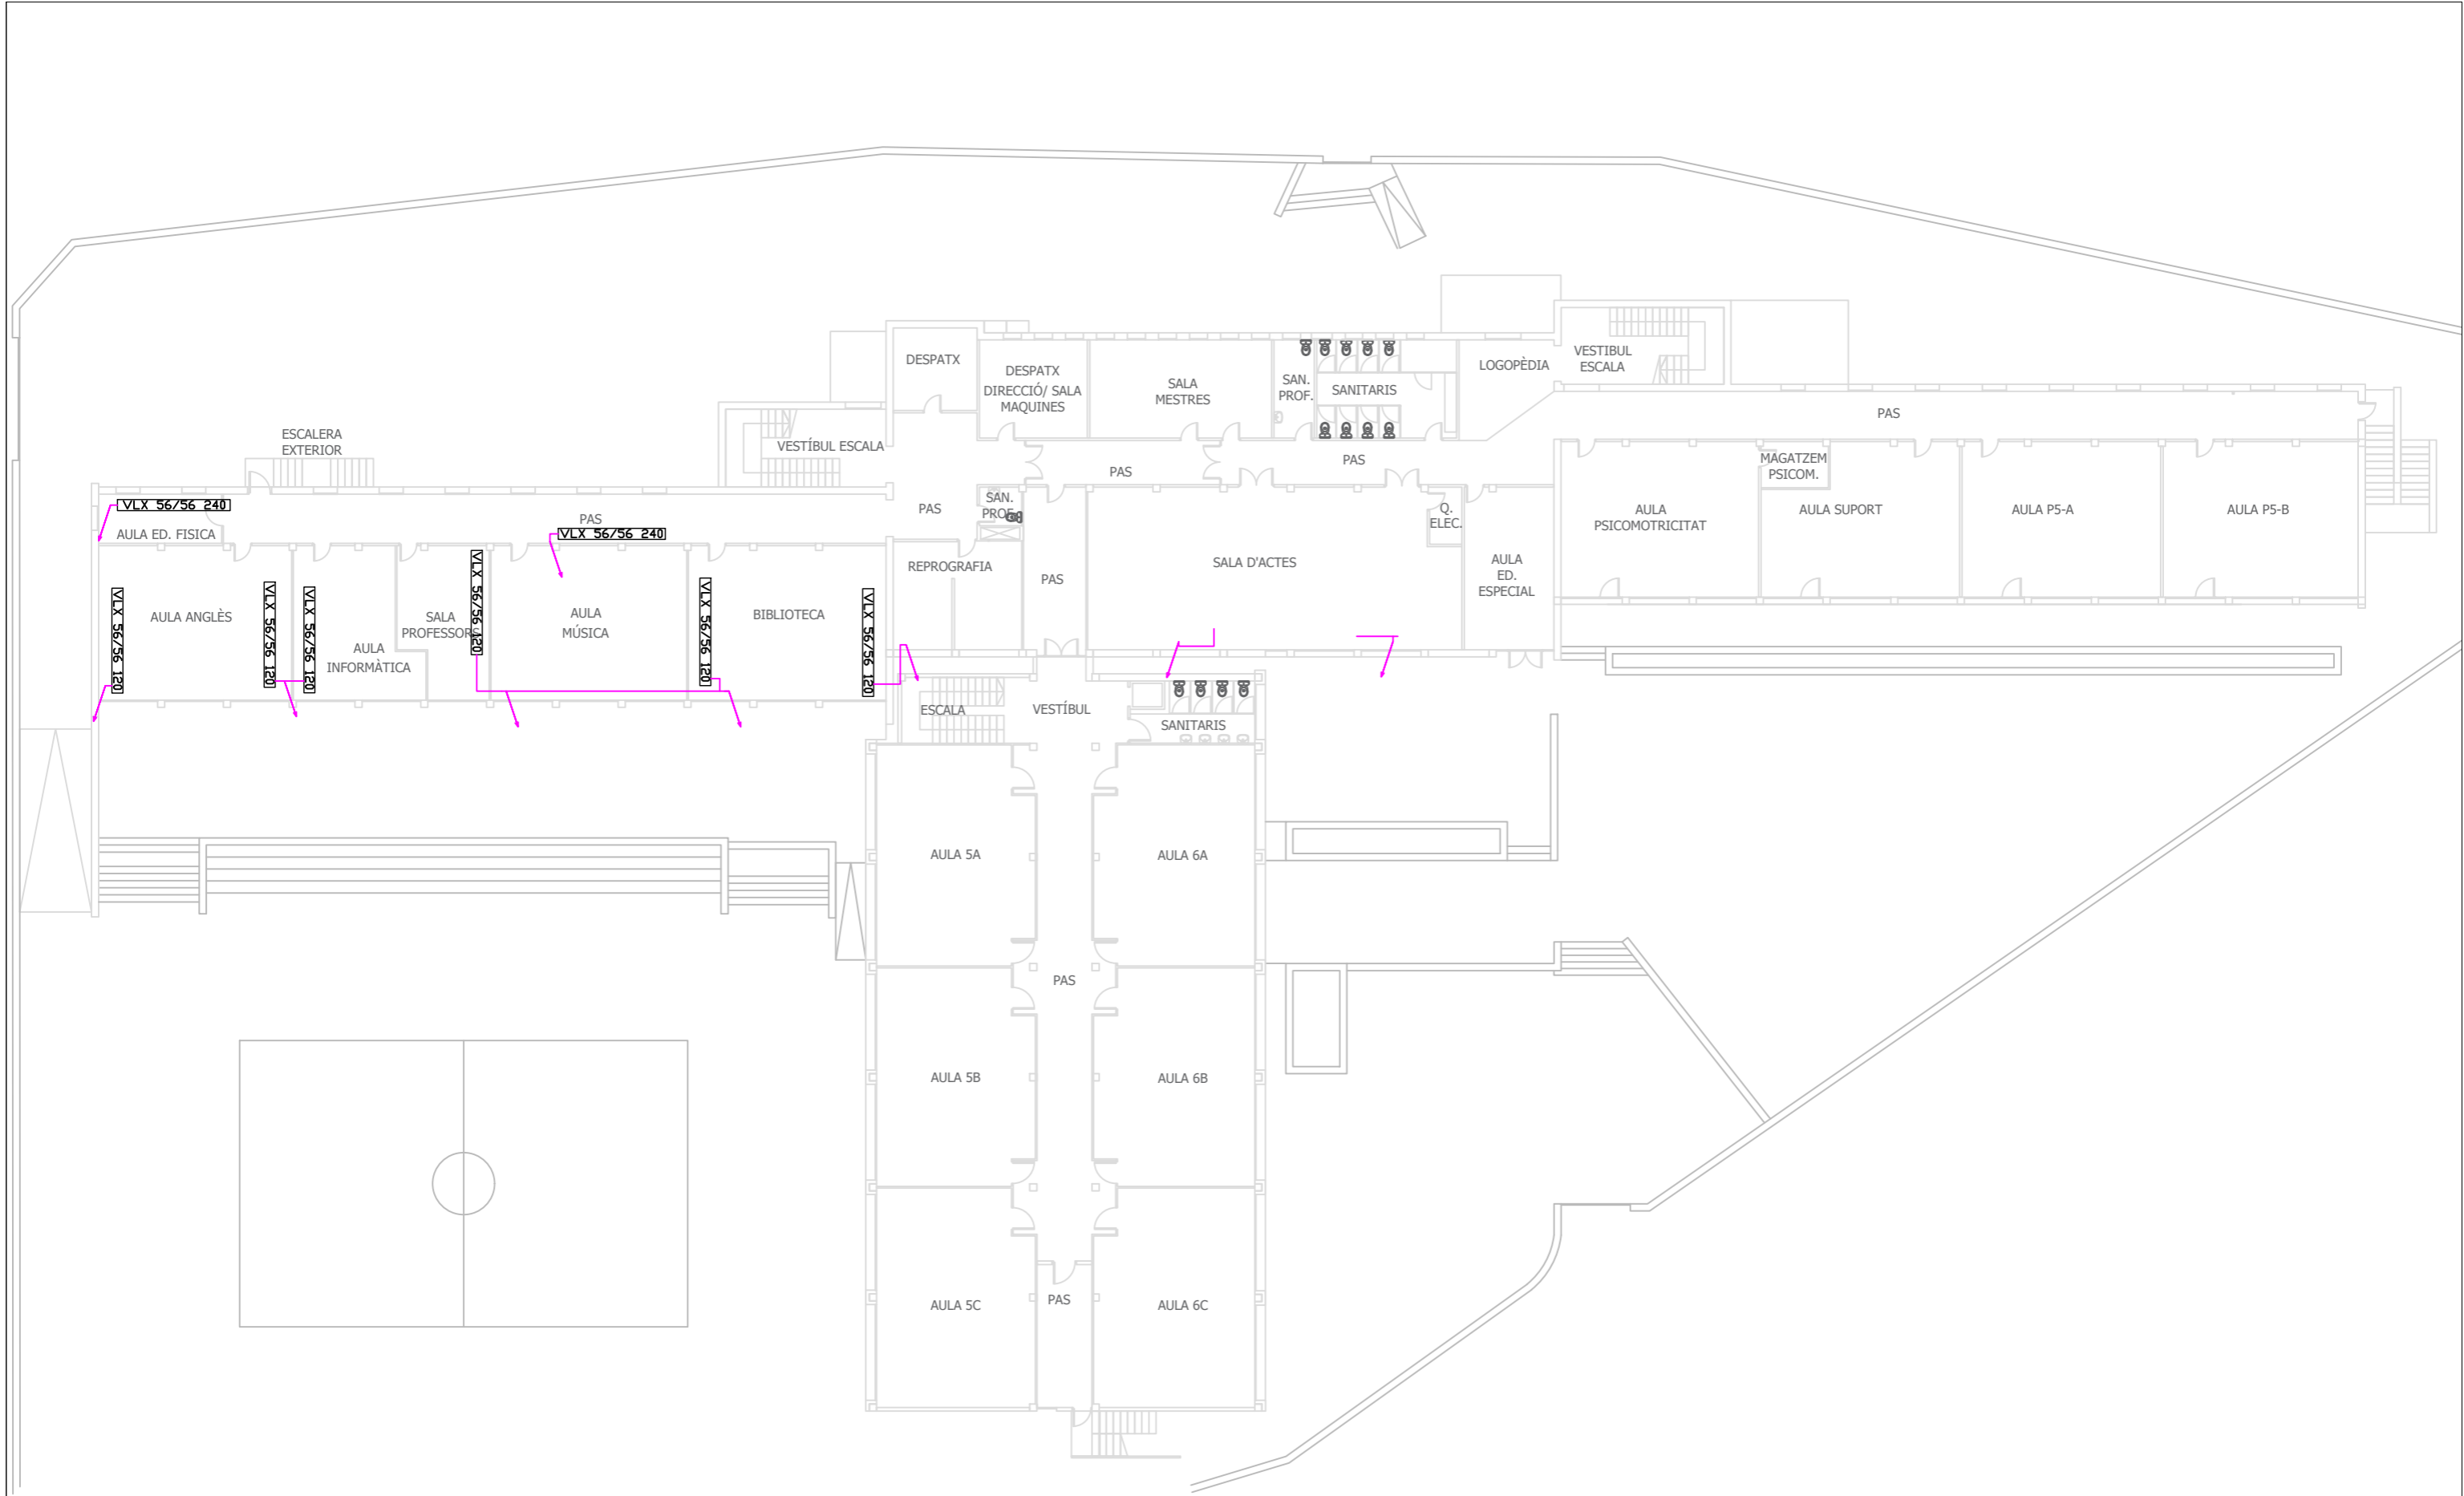 DESPATX
DESPATX
DIRECCIÓ/ SALA
MAQUINES
SALA
MESTRES
SAN.
PROF.
SANITARIS
LOGOPÈDIA
VESTIBUL
ESCALA
PAS
ESCALERA
EXTERIOR
VESTÍBUL ESCALA
PAS
PAS
MAGATZEM
PSICOM.
VLX 56/56 240
AULA ED. FISICA
PAS
VLX 56/56 240
PAS
SAN.
PROF.
Q.
ELEC.
AULA
PSICOMOTRICITAT
AULA SUPORT
AULA P5-A
AULA P5-B
REPROGRAFIA
PAS
SALA D'ACTES
AULA
ED.
ESPECIAL
VLX 56/56 120
AULA ANGLÈS
VLX 56/56 120
VLX 56/56 120
AULA
INFORMÀTICA
SALA
PROFESSORS
VLX 56/56 120
AULA
MÚSICA
VLX 56/56 120
BIBLIOTECA
VLX 56/56 120
ESCALA
VESTÍBUL
SANITARIS
AULA 5A
AULA 6A
PAS
AULA 5B
AULA 6B
AULA 5C
PAS
AULA 6C